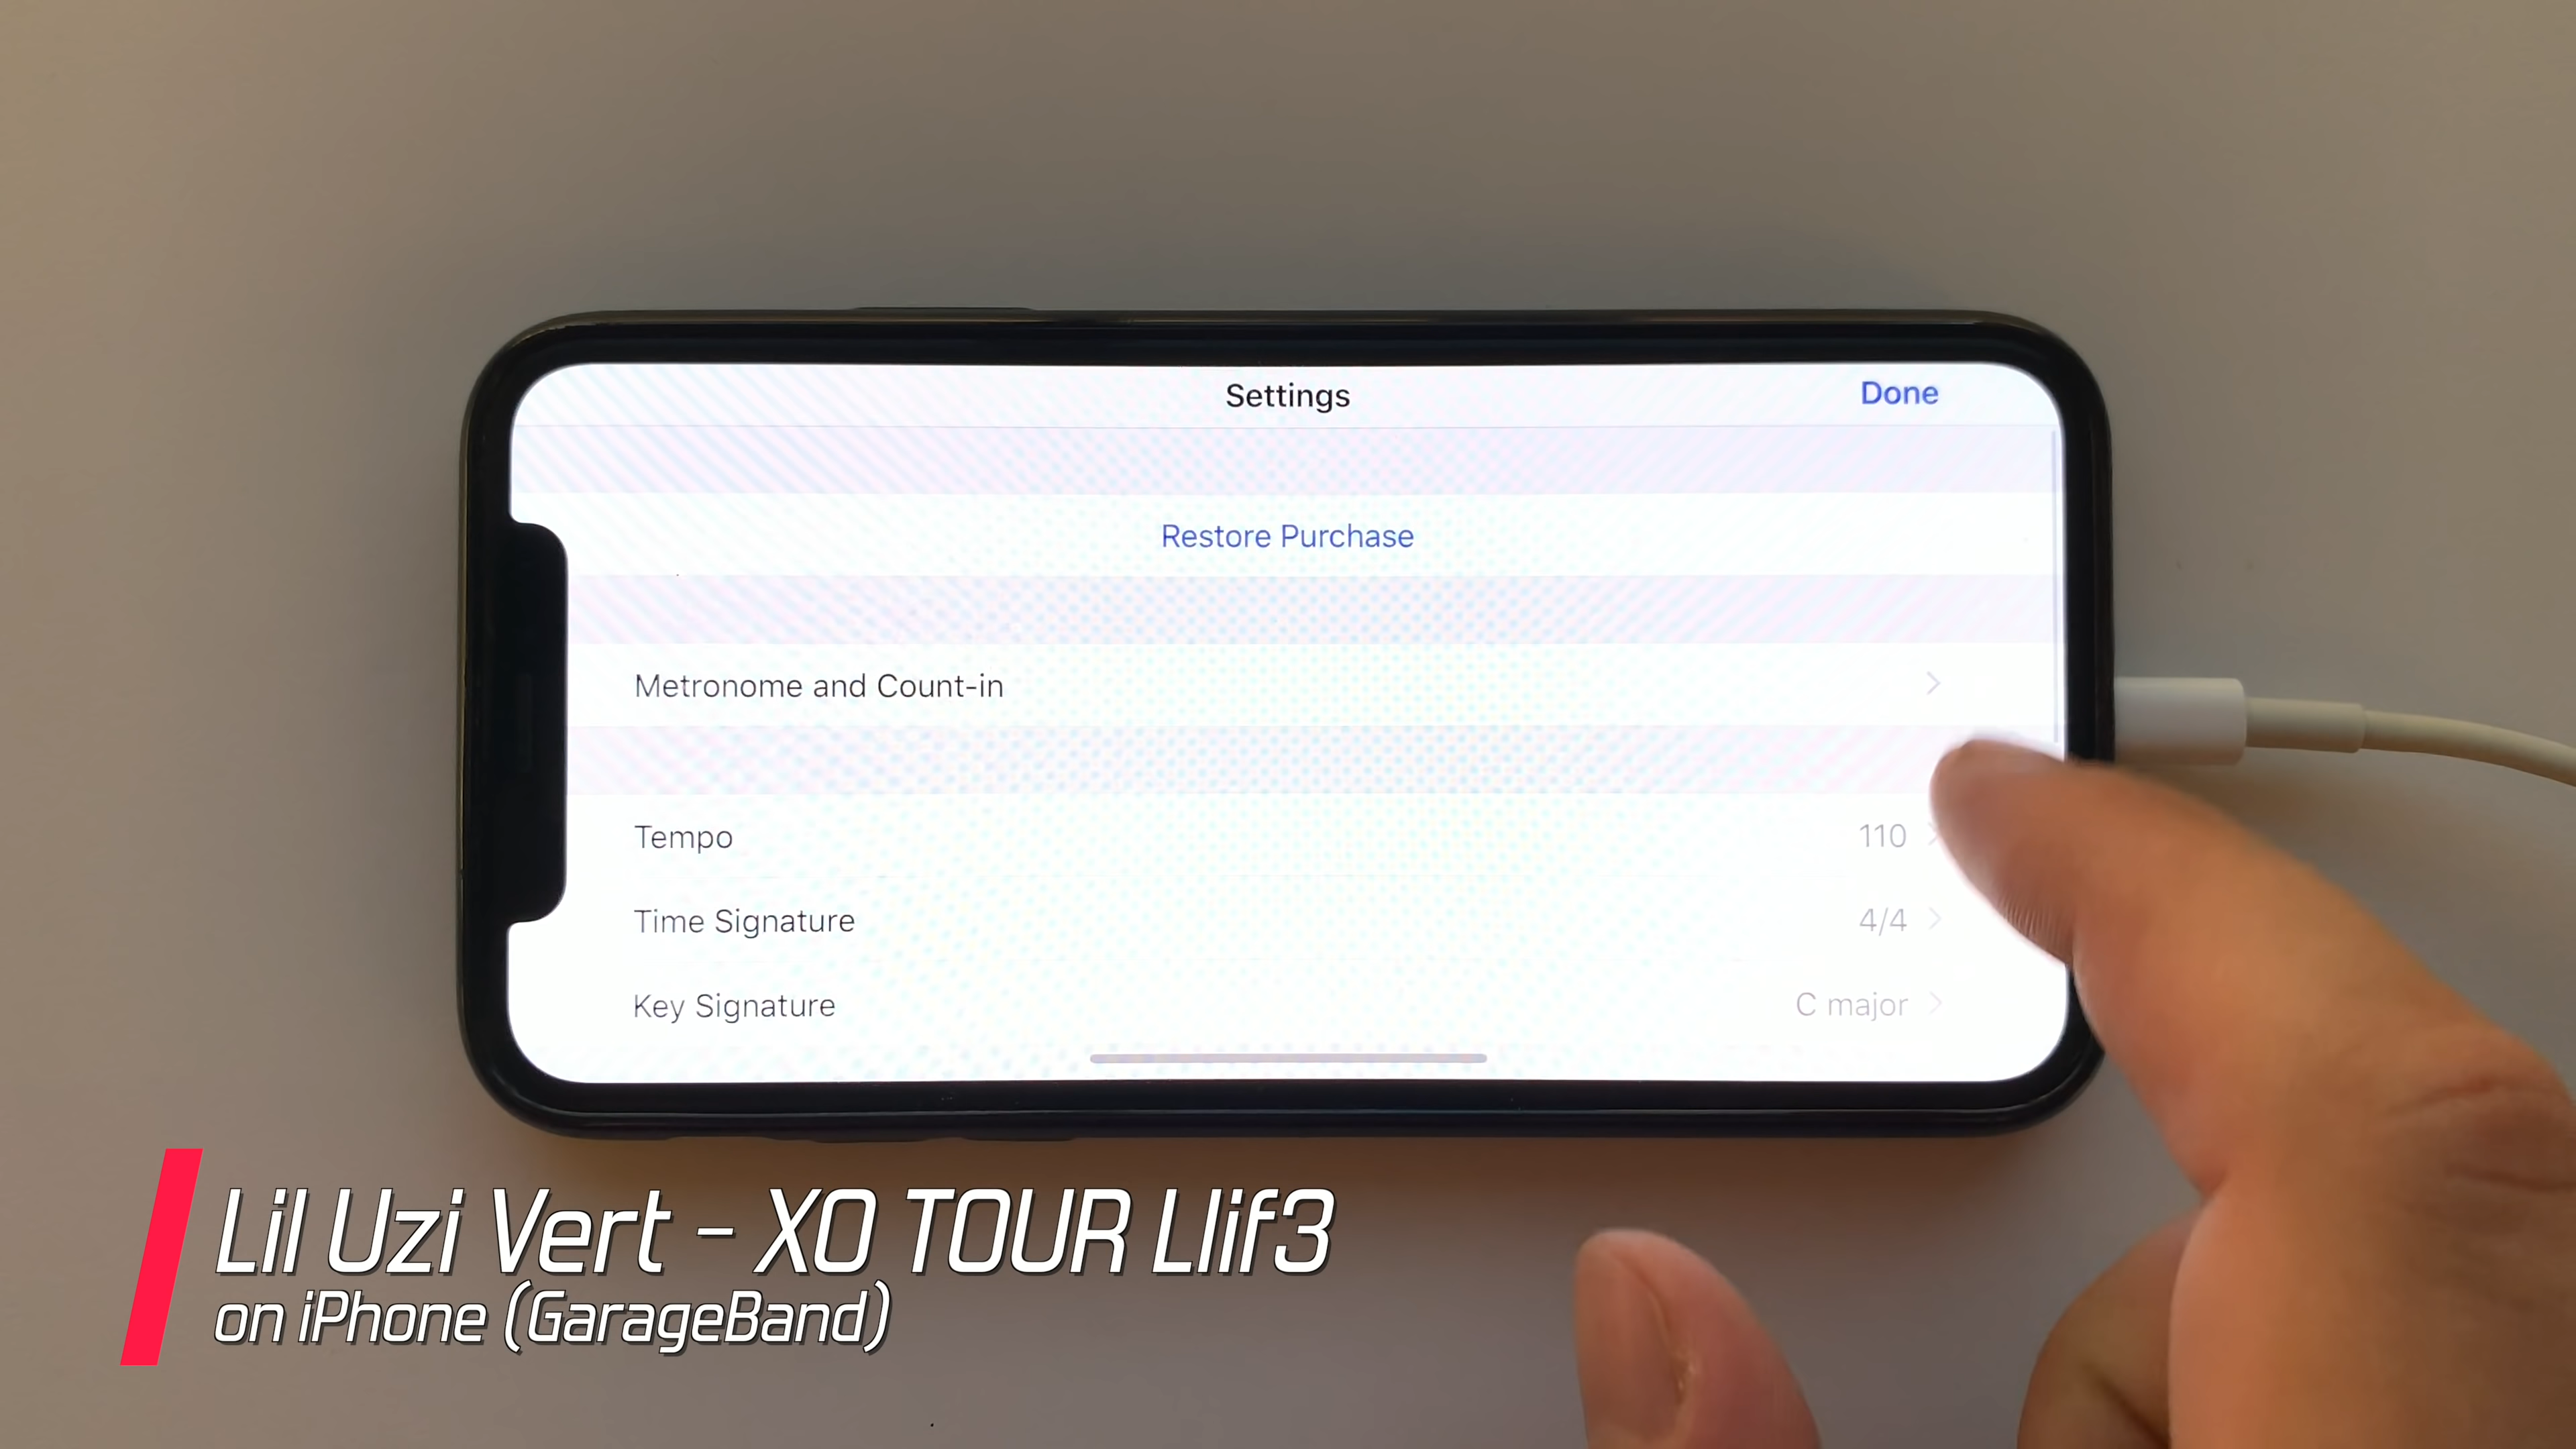 Settings
Done
Restore Purchase
Metronome and Count-in
Tempo
110
Time Signature
4/4
Key Signature
C major
Lil Uzi Vert - XO TOUR Llif3
on iPhone (GarageBand)